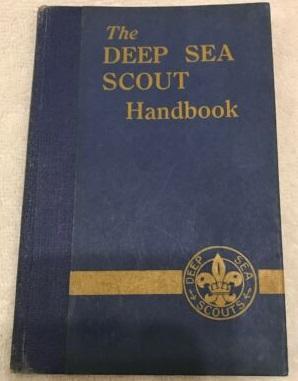 The
DEEP SEA
SCOUT
Handbook
DEEP SEA
SCOUTS